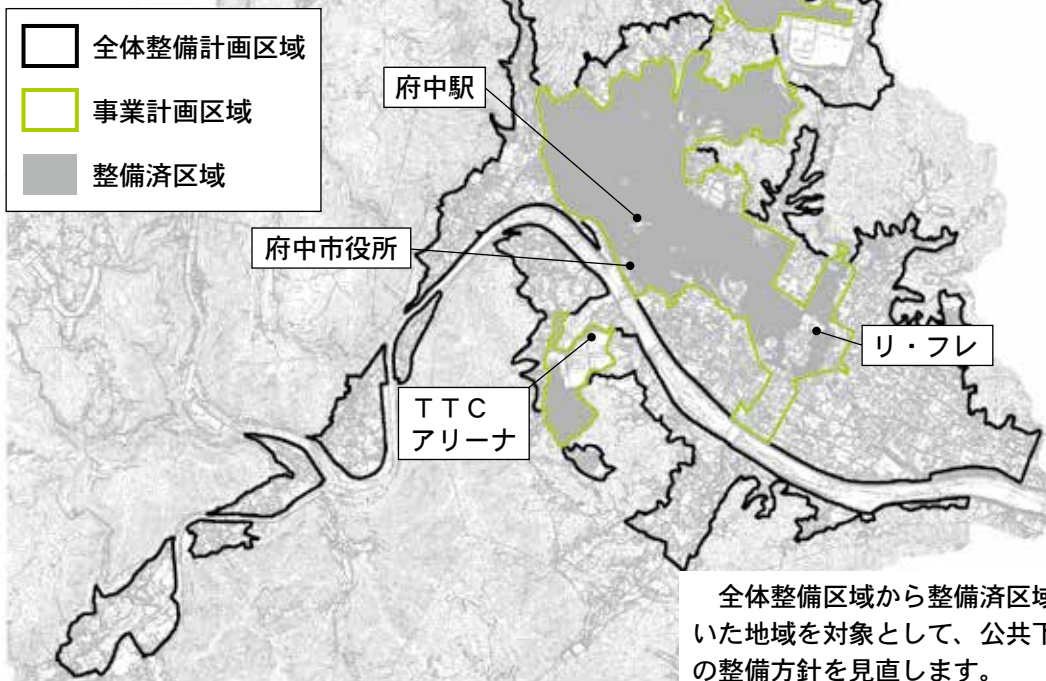 全体整備計画区域
事業計画区域
整備済区域
府中駅
府中市役所
リ・フレ
ＴＴＣ
アリーナ
全体整備区域から整備済区域
いた地域を対象として、公共下
の整備方針を見直します。